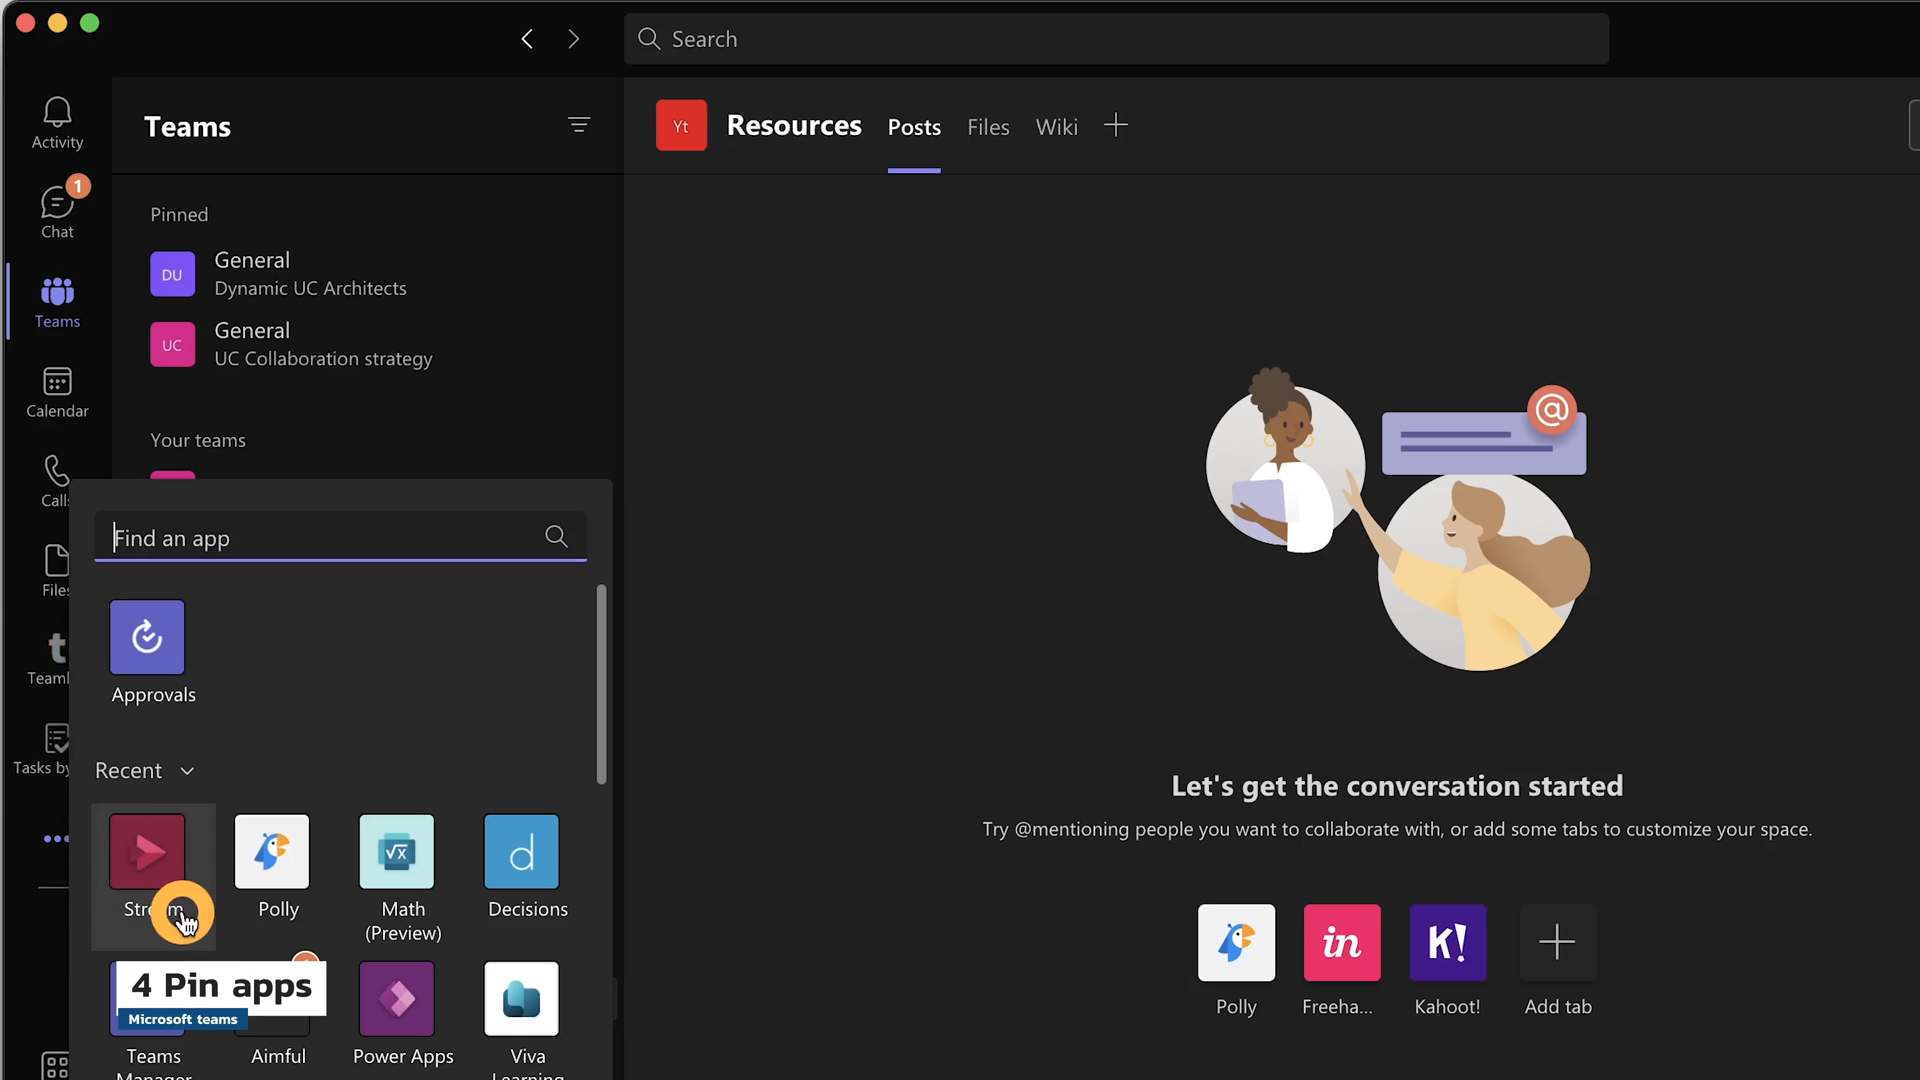 Search
Activity
1
Chat
Teams
Calendar
Files
Teams
Yt
Resources
Posts
Files
Wiki
Pinned
DU
General
Dynamic UC Architects
UC
General
UC Collaboration strategy
Your teams
Find an app
Approvals
Recent
Polly
Math
(Preview)
Decisions
√x
d
Tasks by
4 Pin apps
Microsoft teams
Teams
Aimful
Power Apps
Viva
@
Let's get the conversation started
Try @mentioning people you want to collaborate with, or add some tabs to customize your space.
in
K!
Polly
Freeha...
Kahoot!
Add tab